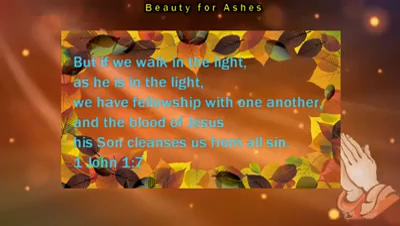 Beauty for Ashes
But if we walk in the light,
as he is in the light,
we have fellowship with one another,
and the blood of Jesus
his Son cleanses us from all sin.
1 John 1:7